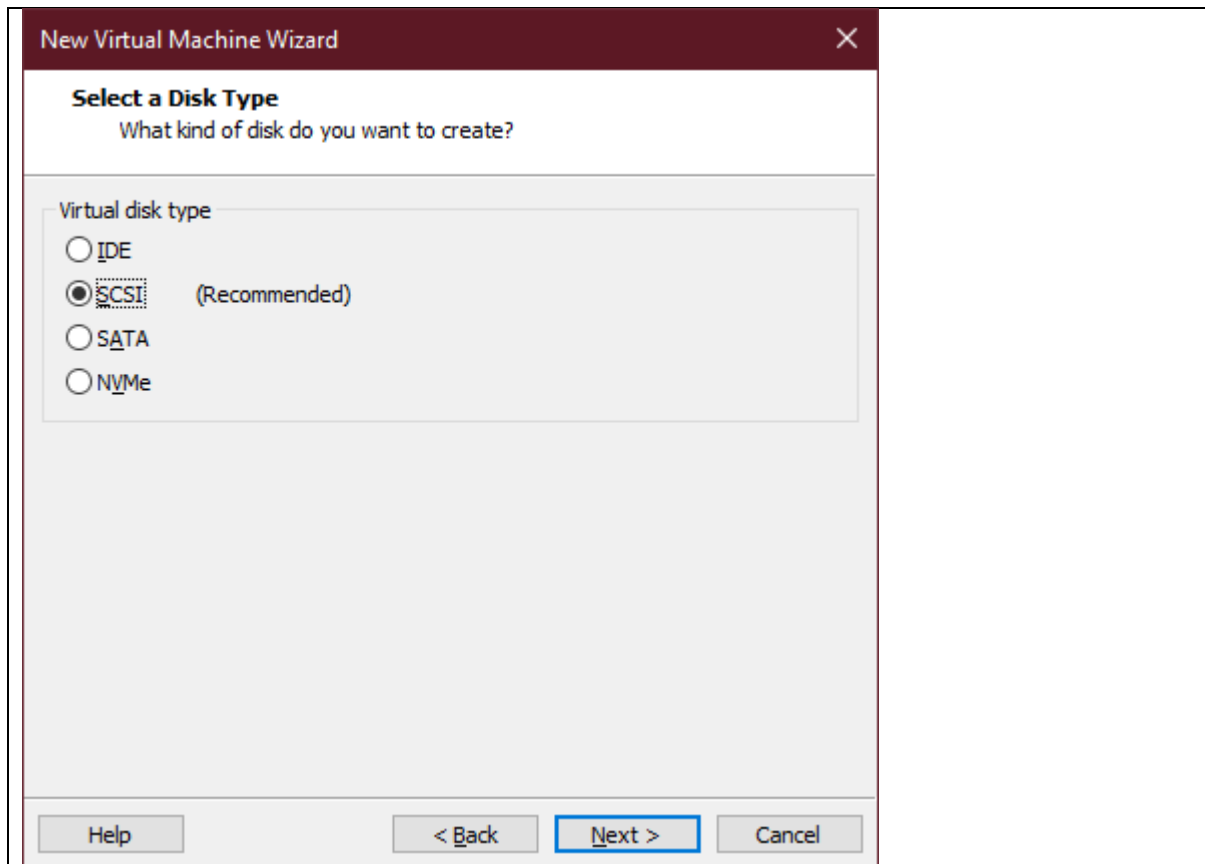 New Virtual Machine Wizard
Select a Disk Type
What kind of disk do you want to create?
Virtual disk type
IDE
SCSI (Recommended)
SATA
NVMe
Help < Back Next > Cancel